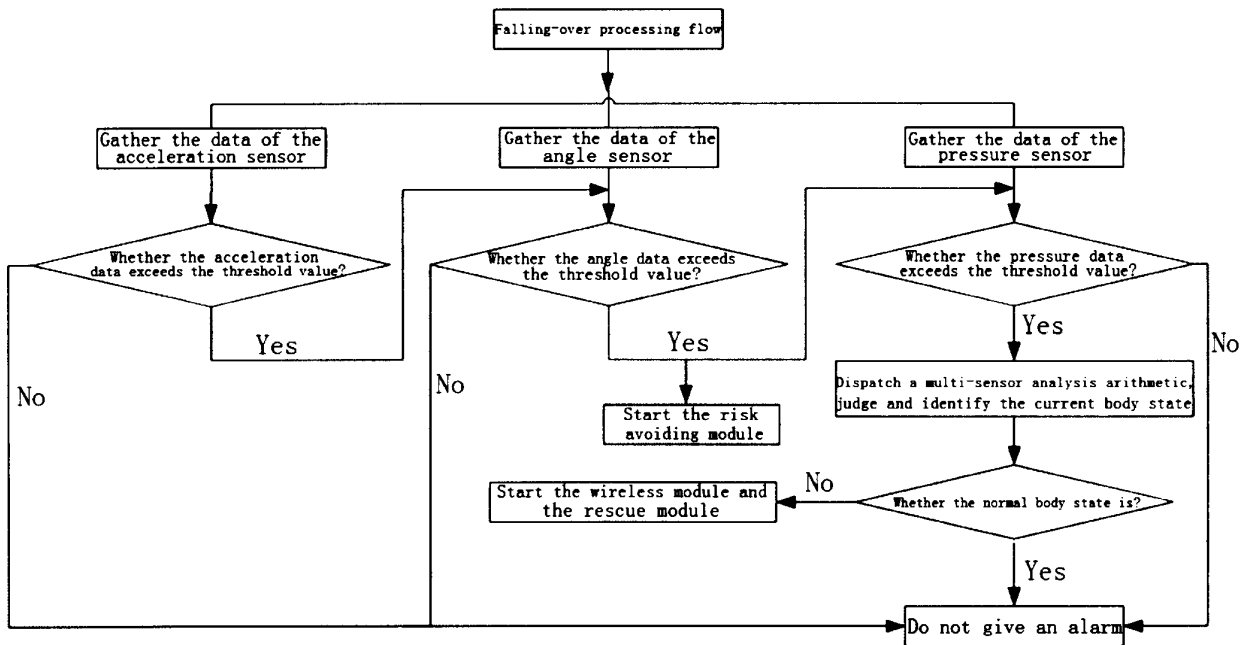 Falling-over processing flow
Gather the data of the
acceleration sensor
Gather the data of the
angle sensor
Gather the data of the
pressure sensor
Whether the acceleration
data exceeds the threshold value?
Whether the angle data exceeds
the threshold value?
Whether the pressure data
exceeds the threshold value?
Yes
Yes
Yes
No
No
No
Dispatch a multi-sensor analysis arithmetic,
judge and identify the current body state
Start the risk
avoiding module
Start the wireless module and
the rescue module
No
Whether the normal body state is?
Yes
Do not give an alarm